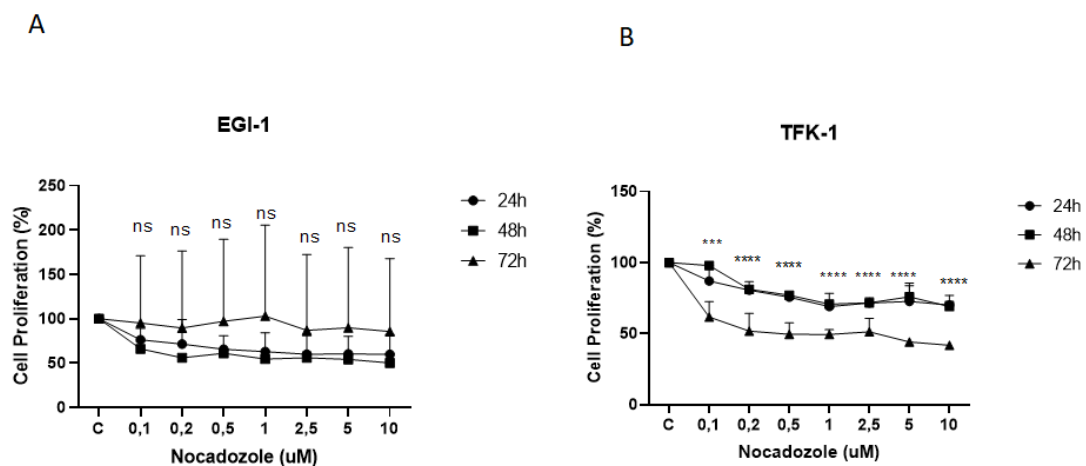 A
EGI-1
250
200
150
100
50
0
Cell Proliferation (%)
ns ns ns ns ns ns ns
C 0,1 0,2 0,5 1 2,5 5 10
Nocadozole (uM)
24h
48h
72h
B
TFK-1
150
100
50
0
Cell Proliferation (%)
*** **** **** **** **** **** ****
C 0,1 0,2 0,5 1 2,5 5 10
Nocadozole (uM)
24h
48h
72h